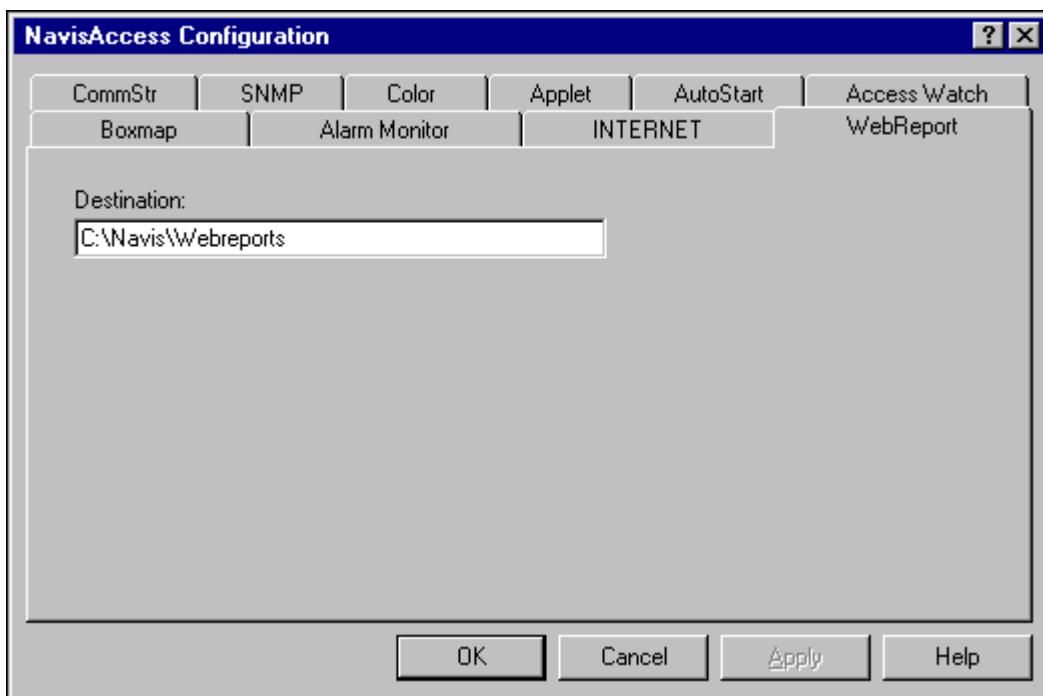 NavisAccess Configuration
CommStr SNMP Color Applet AutoStart Access Watch
Boxmap Alarm Monitor INTERNET WebReport
Destination:
C:\Navis\Webreports
OK Cancel Apply Help